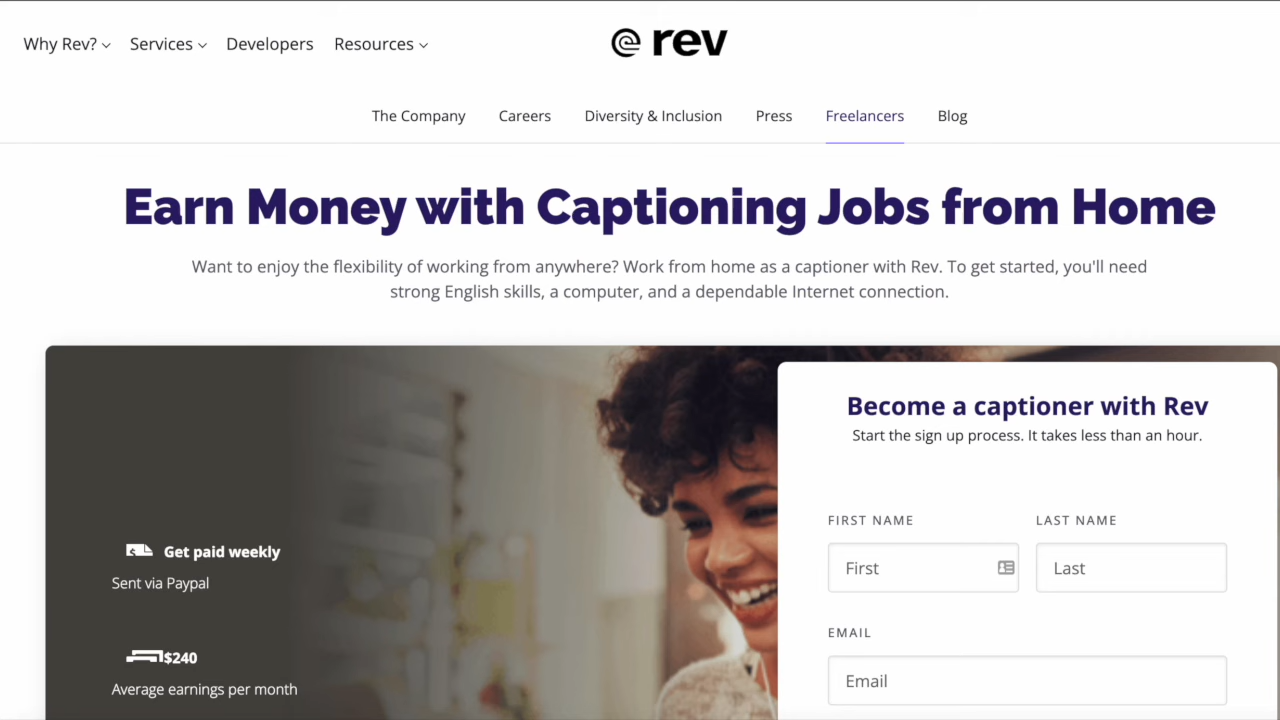 Why Rev? Services Developers Resources
rev
The Company Careers Diversity & Inclusion Press Freelancers Blog
Earn Money with Captioning Jobs from Home
Want to enjoy the flexibility of working from anywhere? Work from home as a captioner with Rev. To get started, you'll need
strong English skills, a computer, and a dependable Internet connection.
Become a captioner with Rev
Start the sign up process. It takes less than an hour.
FIRST NAME LAST NAME
First Last
EMAIL
Email
Get paid weekly
Sent via Paypal
$240
Average earnings per month